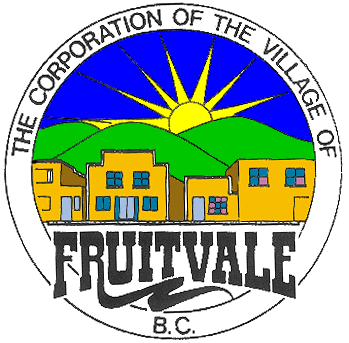 THE CORPORATION OF THE VILLAGE OF
FRUITVALE
B.C.